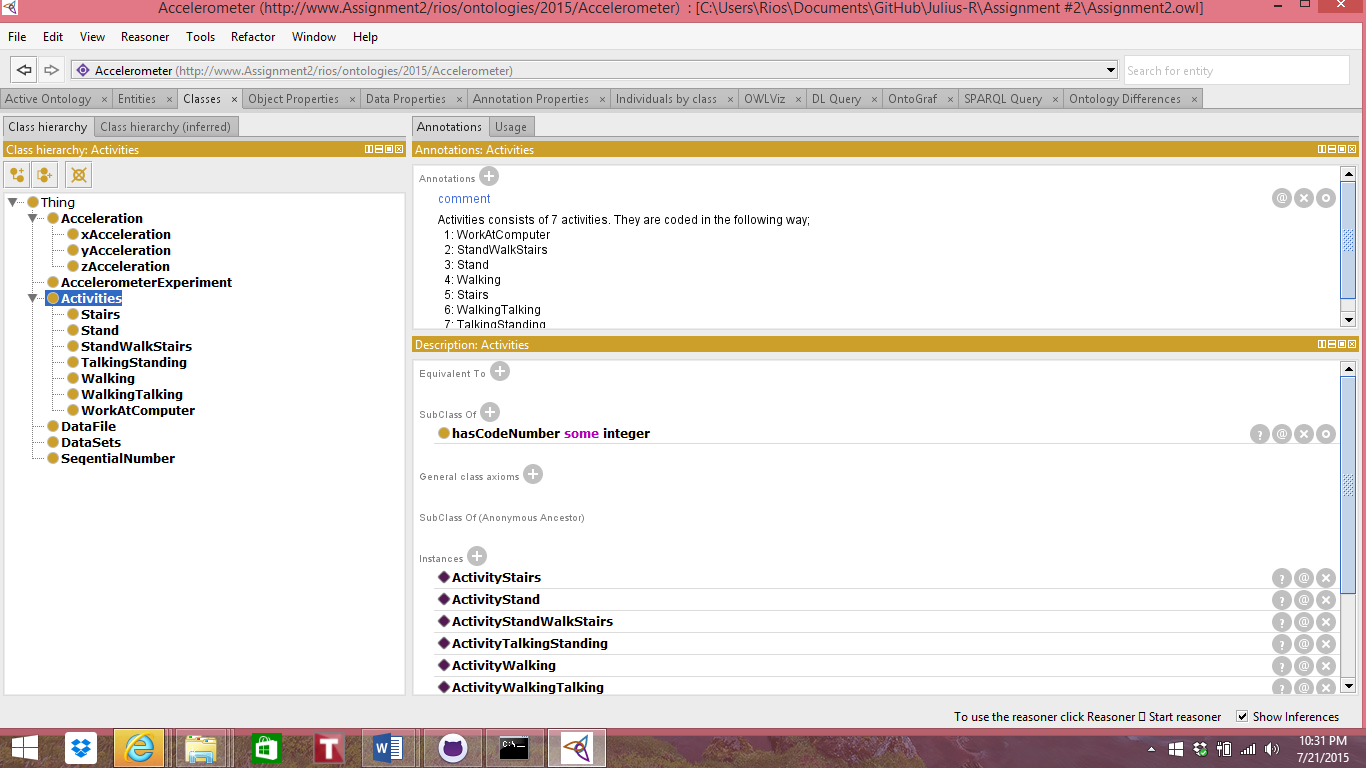 Accelerometer (http://www.Assignment2/rios/ontologies/2015/Accelerometer) : [C:\Users\Rios\Documents\GitHub\Julius-R\Assignment #2\Assignment2.owl]
File Edit View Reasoner Tools Refactor Window Help
Accelerometer (http://www.Assignment2/rios/ontologies/2015/Accelerometer)
Search for entity
Active Ontology × Entities × Classes × Object Properties × Data Properties × Annotation Properties × Individuals by class × OWLViz × DL Query × OntoGraf × SPARQL Query × Ontology Differences ×
Class hierarchy Class hierarchy (inferred)
Class hierarchy: Activities
Thing
Acceleration
xAcceleration
yAcceleration
zAcceleration
AccelerometerExperiment
Activities
Stairs
Stand
StandWalkStairs
TalkingStanding
Walking
WalkingTalking
WorkAtComputer
DataFile
DataSets
SeqentialNumber
Annotations Usage
Annotations: Activities
Annotations
comment
Activities consists of 7 activities. They are coded in the following way;
1: WorkAtComputer
2: StandWalkStairs
3: Stand
4: Walking
5: Stairs
6: WalkingTalking
7: TalkingStanding
Description: Activities
Equivalent To
SubClass Of
hasCodeNumber some integer
General class axioms
SubClass Of (Anonymous Ancestor)
Instances
ActivityStairs
ActivityStand
ActivityStandWalkStairs
ActivityTalkingStanding
ActivityWalking
ActivityWalkingTalking
To use the reasoner click Reasoner ▯ Start reasoner
Show Inferences
10:31 PM
7/21/2015